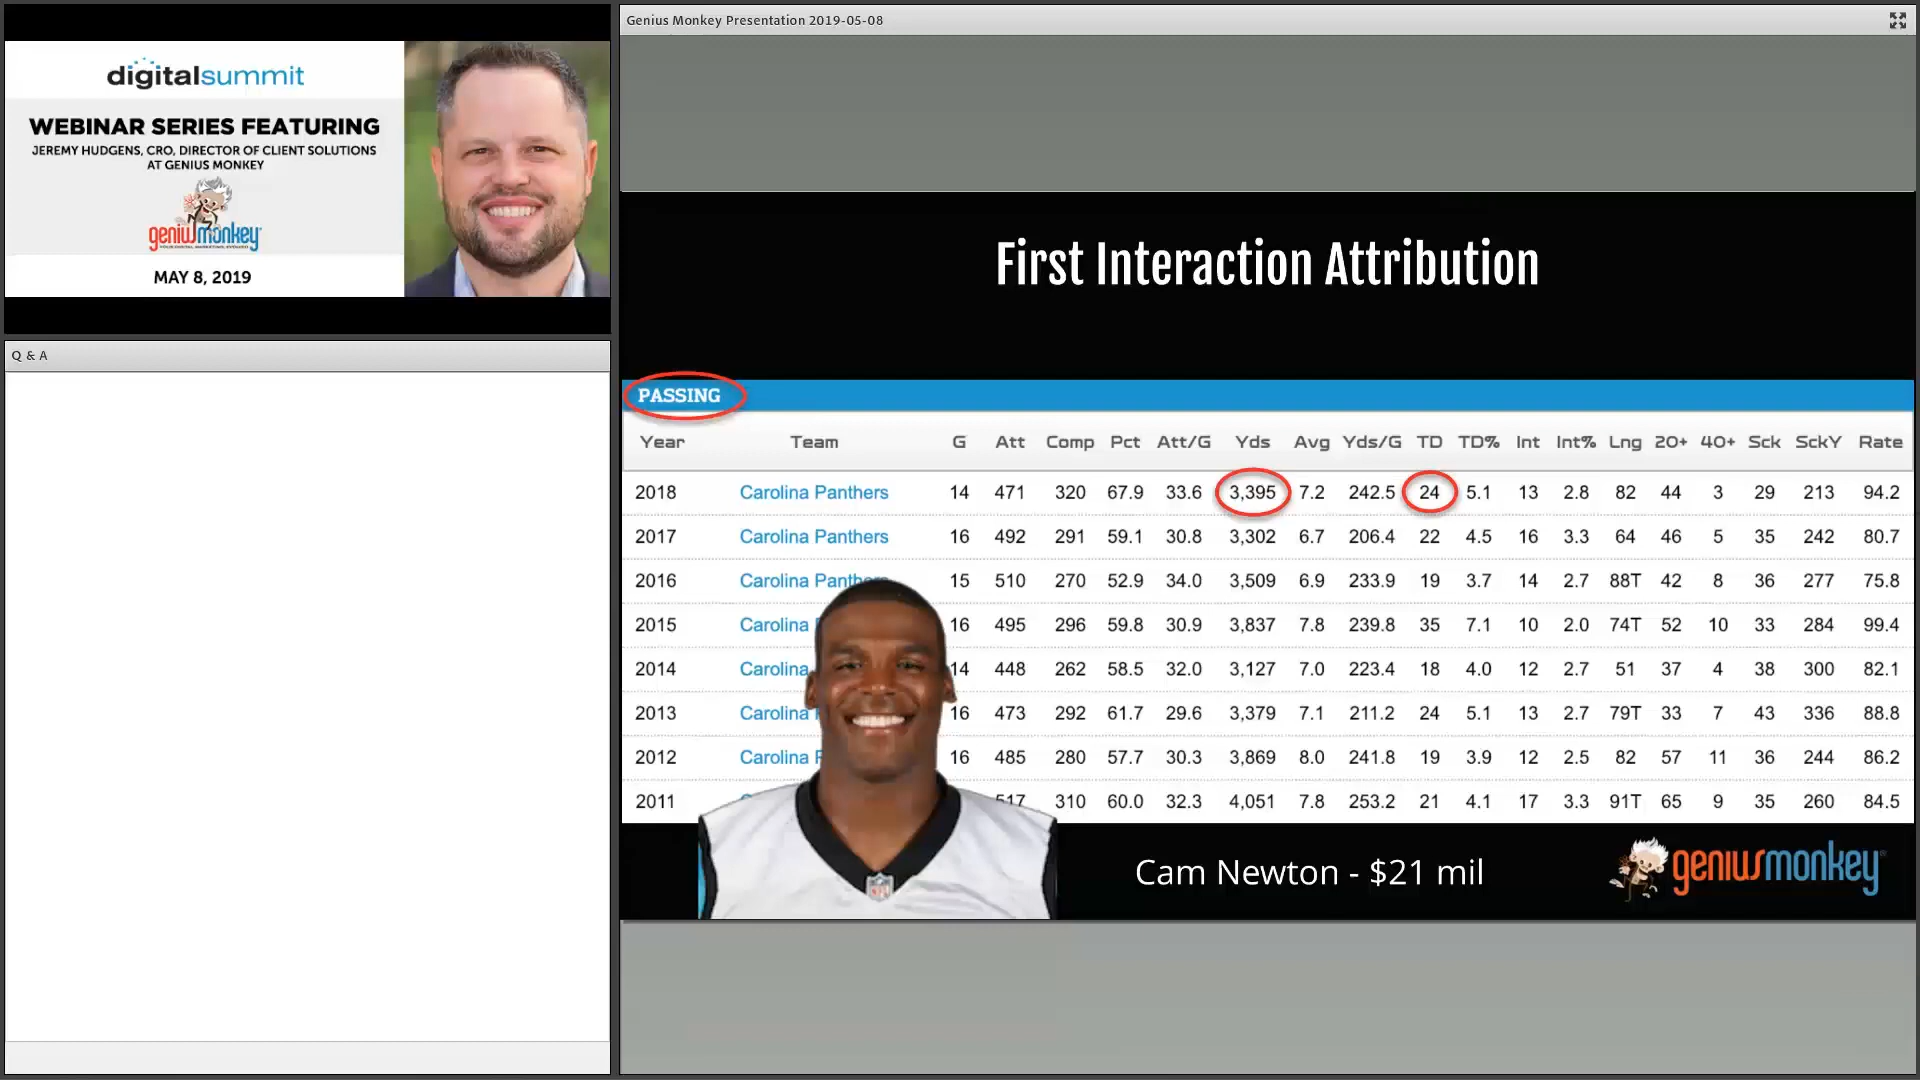 Genius Monkey Presentation 2019-05-08
digitalsummit
WEBINAR SERIES FEATURING
JEREMY HUDGENS, CRO, DIRECTOR OF CLIENT SOLUTIONS
AT GENIUS MONKEY
geniusmonkey
MAY 8, 2019
Q & A
First Interaction Attribution
PASSING
Year Team G Att Comp Pct Att/G Yds Avg Yds/G TD TD% Int Int% Lng 20+ 40+ Sck SckY Rate
2018 Carolina Panthers 14 471 320 67.9 33.6 3,395 7.2 242.5 24 5.1 13 2.8 82 44 3 29 213 94.2
2017 Carolina Panthers 16 492 291 59.1 30.8 3,302 6.7 206.4 22 4.5 16 3.3 64 46 5 35 242 80.7
2016 Carolina Panthers 15 510 270 52.9 34.0 3,509 6.9 233.9 19 3.7 14 2.7 88T 42 8 36 277 75.8
2015 Carolina 16 495 296 59.8 30.9 3,837 7.8 239.8 35 7.1 10 2.0 74T 52 10 33 284 99.4
2014 Carolina 14 448 262 58.5 32.0 3,127 7.0 223.4 18 4.0 12 2.7 51 37 4 38 300 82.1
2013 Carolina 16 473 292 61.7 29.6 3,379 7.1 211.2 24 5.1 13 2.7 79T 33 7 43 336 88.8
2012 Carolina 16 485 280 57.7 30.3 3,869 8.0 241.8 19 3.9 12 2.5 82 57 11 36 244 86.2
2011 517 310 60.0 32.3 4,051 7.8 253.2 21 4.1 17 3.3 91T 65 9 35 260 84.5
Cam Newton - $21 mil
geniusmonkey